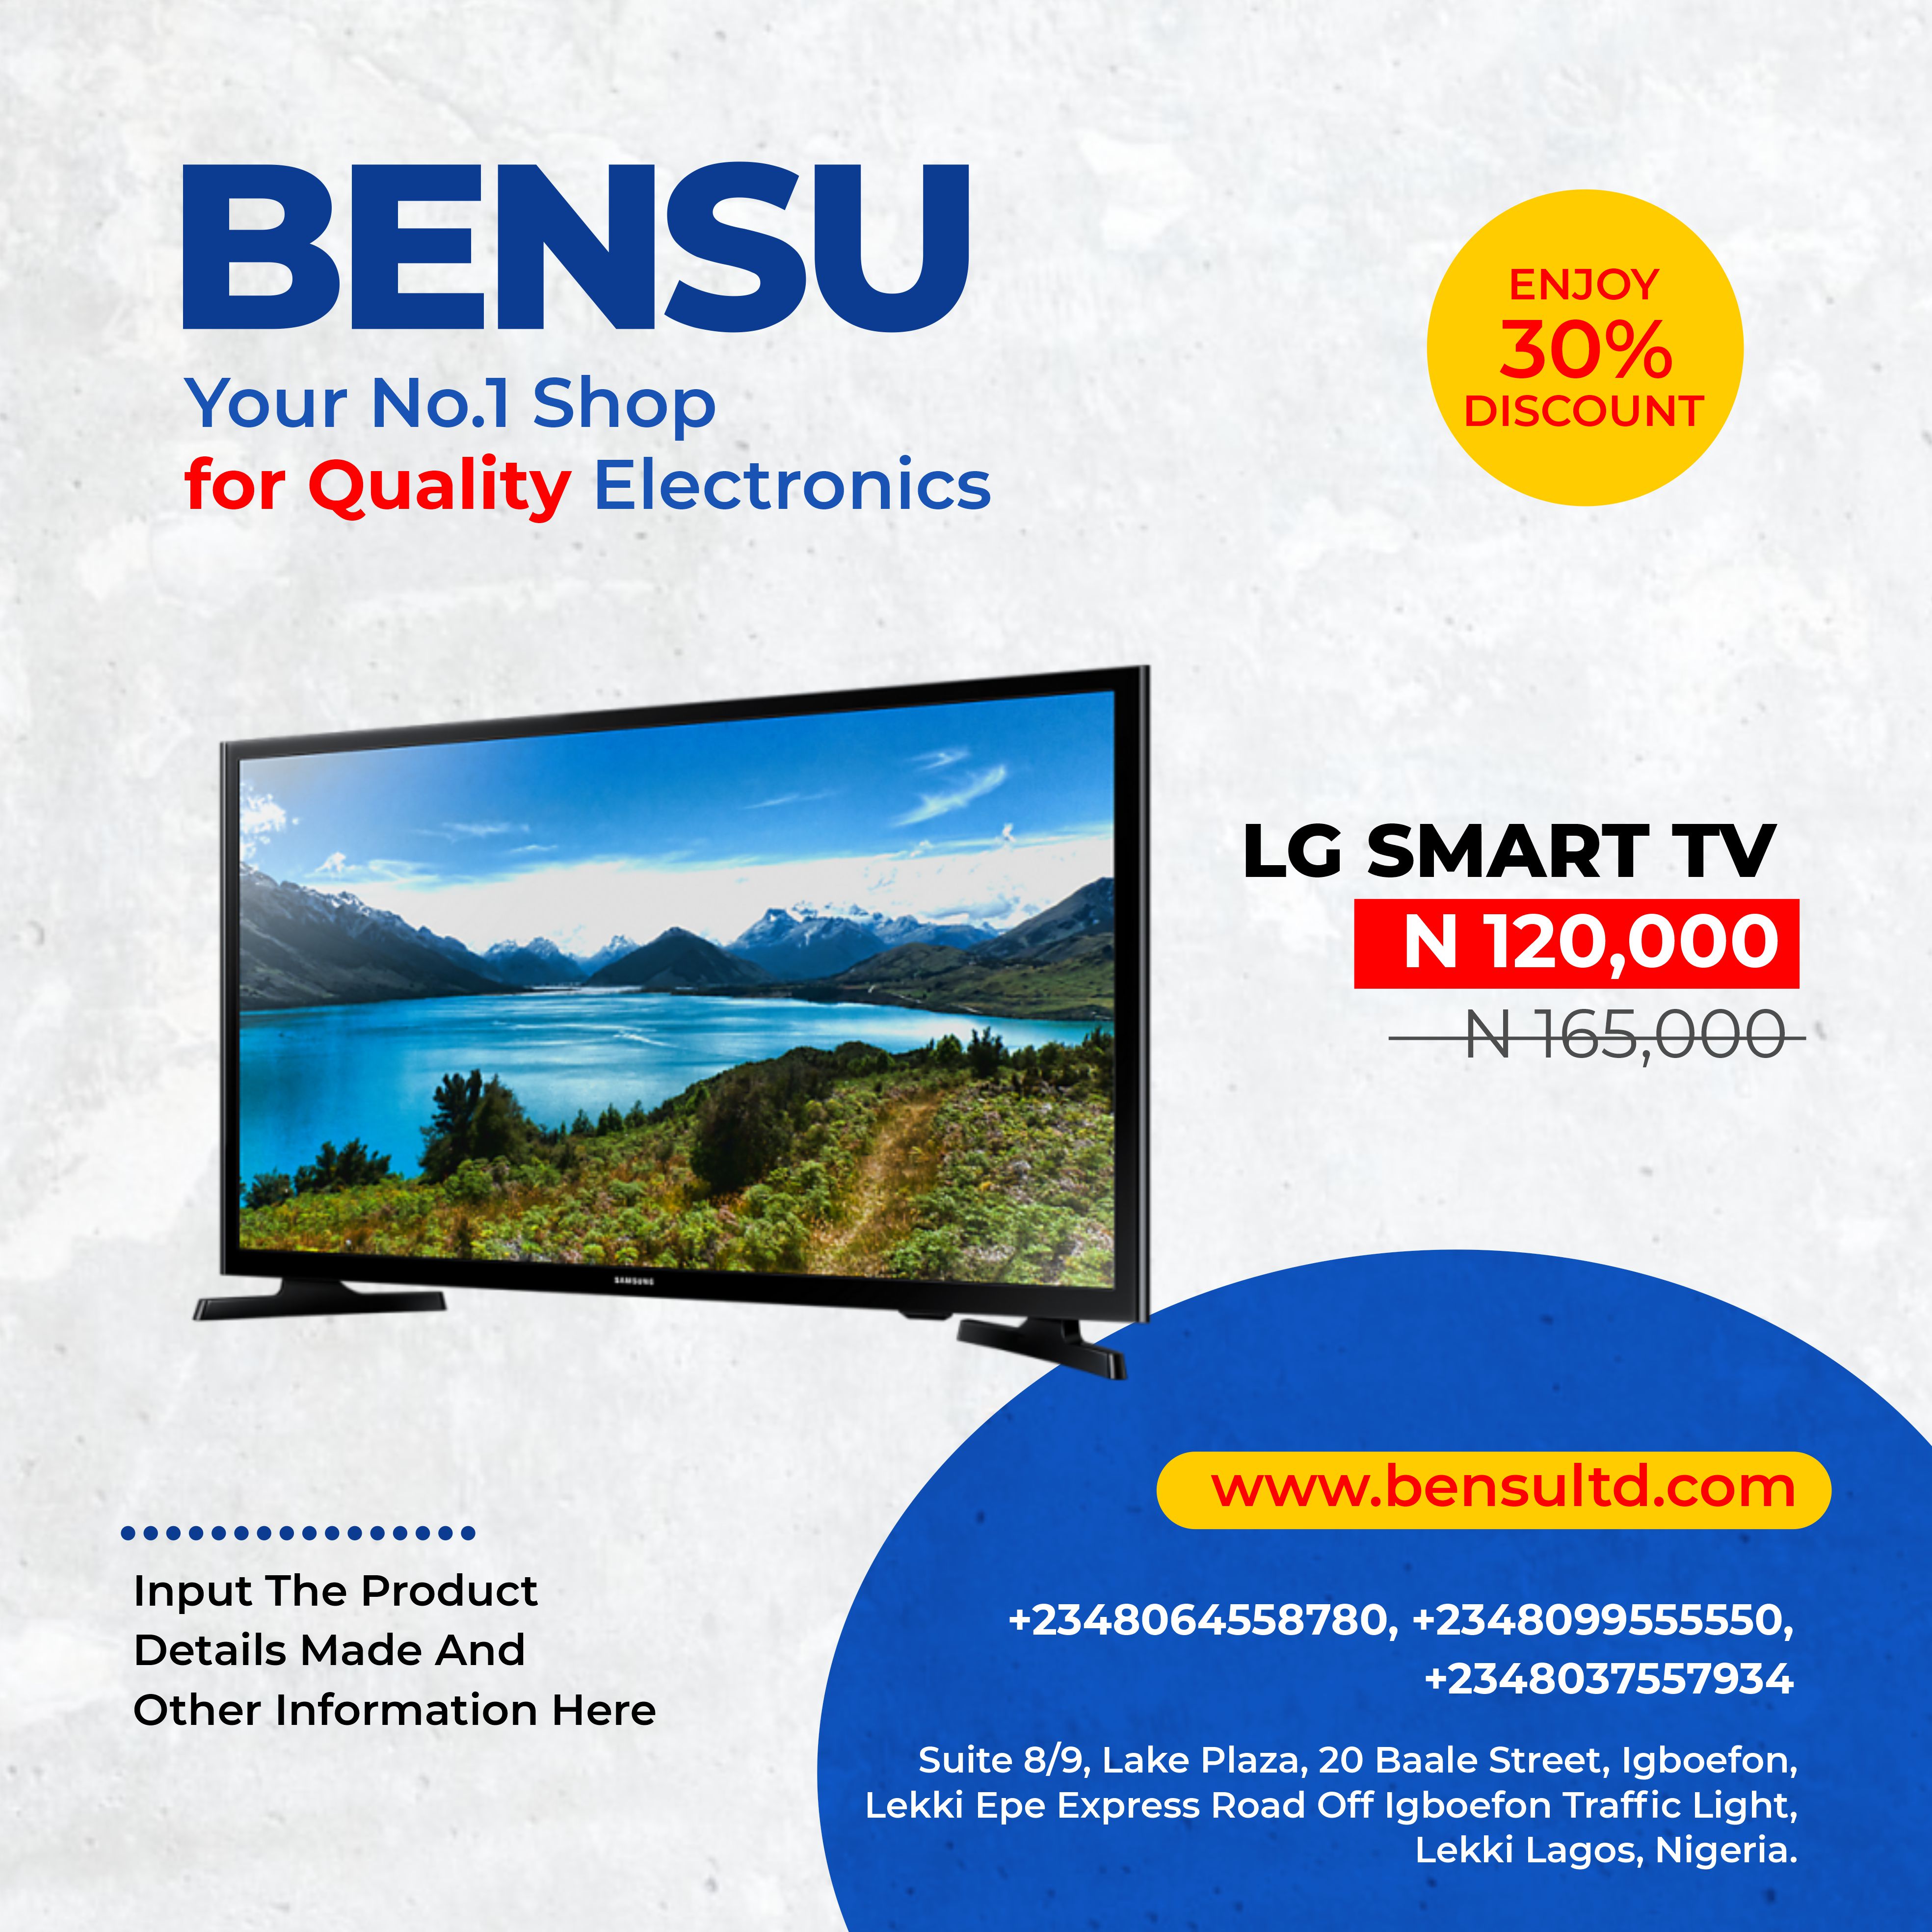 BENSU
Your No.1 Shop
for Quality Electronics
ENJOY
30%
DISCOUNT
LG SMART TV
N 120,000
N 165,000
SAMSUNG
www.bensultd.com
Input The Product
Details Made And
Other Information Here
+2348064558780, +2348099555550,
+2348037557934
Suite 8/9, Lake Plaza, 20 Baale Street, Igboefon,
Lekki Epe Express Road Off Igboefon Traffic Light,
Lekki Lagos, Nigeria.